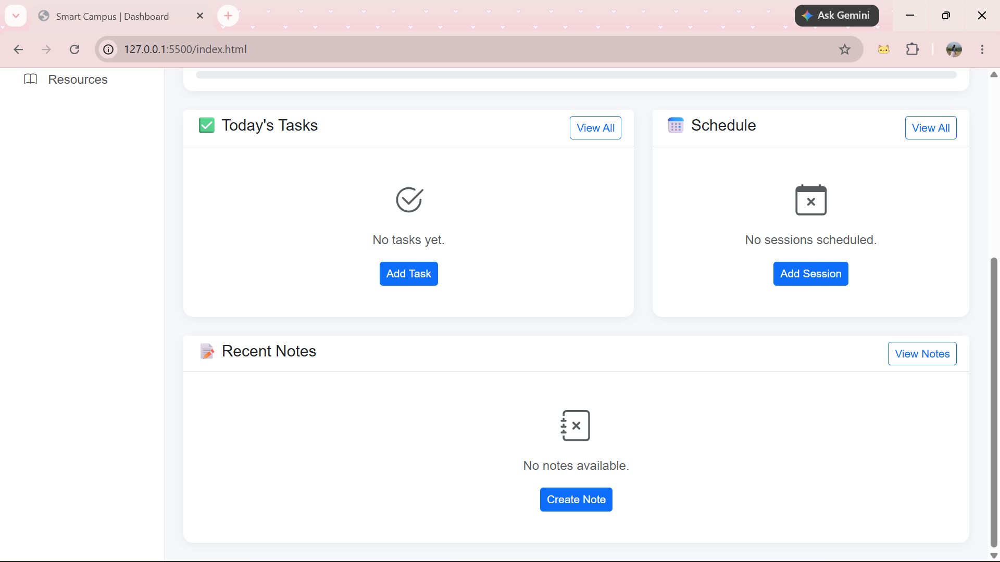 Smart Campus | Dashboard
Ask Gemini
127.0.0.1:5500/index.html
Resources
Today's Tasks
View All
Schedule
View All
No tasks yet.
No sessions scheduled.
Add Task
Add Session
Recent Notes
View Notes
No notes available.
Create Note